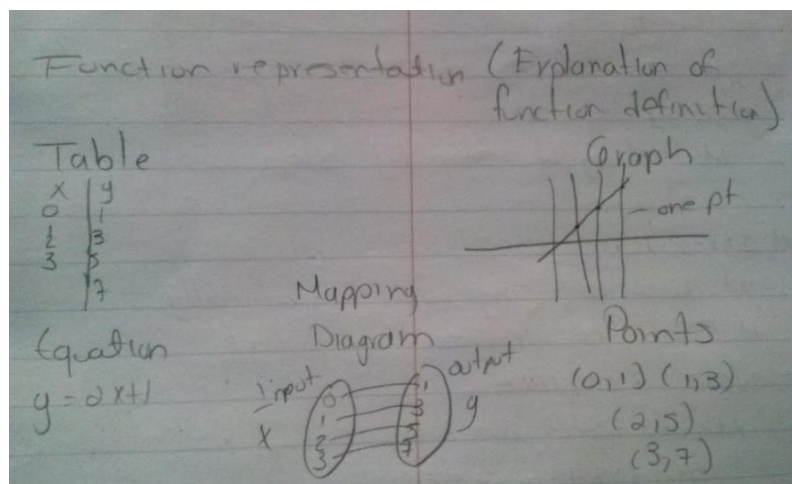 Function representation (Explanation of
function definition)
Table
Graph
x | y
0 | 1
1 | 3
2 | 5
3 | 7
one pt
Mapping
Diagram
Equation
y = 2x+1
input
output
x
y
0 1
1 3
2 5
3 7
Points
(0,1) (1,3)
(2,5)
(3,7)